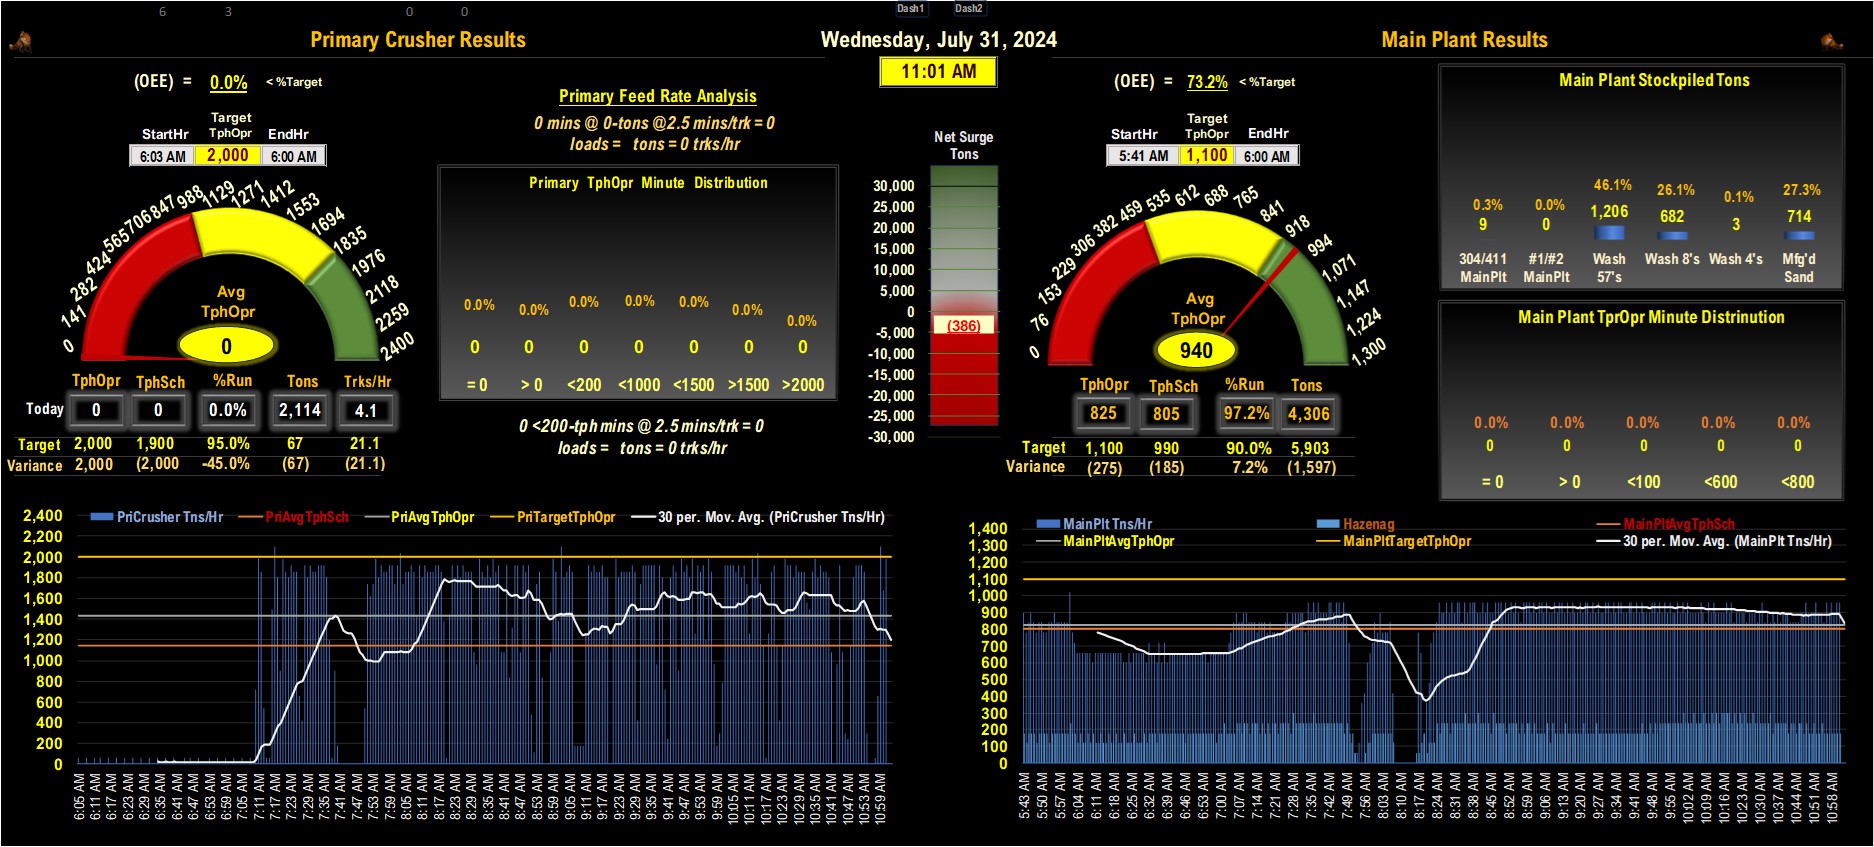 6 3 0 0 Dash1 Dash2
Primary Crusher Results
Wednesday, July 31, 2024
Main Plant Results
11:01 AM
(OEE) = 0.0% < %Target
Target
StartHr TphOpr EndHr
6:03 AM 2,000 6:00 AM
0 141 282 424 565 706 847 988 1129 1271 1412 1553 1694 1835 1976 2118 2259 2400
Avg
TphOpr
0
TphOpr TphSch %Run Tons Trks/Hr
Today 0 0 0.0% 2,114 4.1
Target 2,000 1,900 95.0% 67 21.1
Variance 2,000 (2,000 -45.0% (67) (21.1)
Primary Feed Rate Analysis
0 mins @ 0-tons @2.5 mins/trk = 0
loads = tons = 0 trks/hr
Primary TphOpr Minute Distribution
0.0% 0.0% 0.0% 0.0% 0.0% 0.0% 0.0%
0 0 0 0 0 0 0
= 0 > 0 <200 <1000 <1500 >1500 >2000
0 <200-tph mins @ 2.5 mins/trk = 0
loads = tons = 0 trks/hr
Net Surge
Tons
30,000
25,000
20,000
15,000
10,000
5,000
0
-5,000
-10,000
-15,000
-20,000
-25,000
-30,000
(386)
(OEE) = 73.2% < %Target
Target
StartHr TphOpr EndHr
5:41 AM 1,100 6:00 AM
0 76 153 229 306 382 459 535 612 688 765 841 918 994 1,071 1,147 1,224 1,300
Avg
TphOpr
940
TphOpr TphSch %Run Tons
825 805 97.2% 4,306
Target 1,100 990 90.0% 5,903
Variance (275) (185) 7.2% (1,597)
Main Plant Stockpiled Tons
0.3% 0.0% 46.1% 26.1% 0.1% 27.3%
9 0 1,206 682 3 714
304/411 #1/#2 Wash Wash 8's Wash 4's Mfg'd
MainPlt MainPlt 57's Sand
Main Plant TprOpr Minute Distrinution
0.0% 0.0% 0.0% 0.0% 0.0%
0 0 0 0 0
= 0 > 0 <100 <600 <800
PriCrusher Tns/Hr PriAvgTphSch PriAvgTphOpr PriTargetTphOpr 30 per. Mov. Avg. (PriCrusher Tns/Hr)
2,400
2,200
2,000
1,800
1,600
1,400
1,200
1,000
800
600
400
200
0
6:05 AM 6:11 AM 6:17 AM 6:23 AM 6:29 AM 6:35 AM 6:41 AM 6:47 AM 6:53 AM 6:59 AM 7:05 AM 7:11 AM 7:17 AM 7:23 AM 7:29 AM 7:35 AM 7:41 AM 7:47 AM 7:53 AM 7:59 AM 8:05 AM 8:11 AM 8:17 AM 8:23 AM 8:29 AM 8:35 AM 8:41 AM 8:47 AM 8:53 AM 8:59 AM 9:05 AM 9:11 AM 9:17 AM 9:23 AM 9:29 AM 9:35 AM 9:41 AM 9:47 AM 9:53 AM 9:59 AM 10:05 AM 10:11 AM 10:17 AM 10:23 AM 10:29 AM 10:35 AM 10:41 AM 10:47 AM 10:53 AM 10:59 AM
MainPlt Tns/Hr Hazenag MainPltAvgTphSch
MainPltAvgTphOpr MainPltTargetTphOpr 30 per. Mov. Avg. (MainPlt Tns/Hr)
1,400
1,300
1,200
1,100
1,000
900
800
700
600
500
400
300
200
100
0
5:43 AM 5:50 AM 5:57 AM 6:04 AM 6:11 AM 6:18 AM 6:25 AM 6:32 AM 6:39 AM 6:46 AM 6:53 AM 7:00 AM 7:07 AM 7:14 AM 7:21 AM 7:28 AM 7:35 AM 7:42 AM 7:49 AM 7:56 AM 8:03 AM 8:10 AM 8:17 AM 8:24 AM 8:31 AM 8:38 AM 8:45 AM 8:52 AM 8:59 AM 9:06 AM 9:13 AM 9:20 AM 9:27 AM 9:34 AM 9:41 AM 9:48 AM 9:55 AM 10:02 AM 10:09 AM 10:16 AM 10:23 AM 10:30 AM 10:37 AM 10:44 AM 10:51 AM 10:58 AM